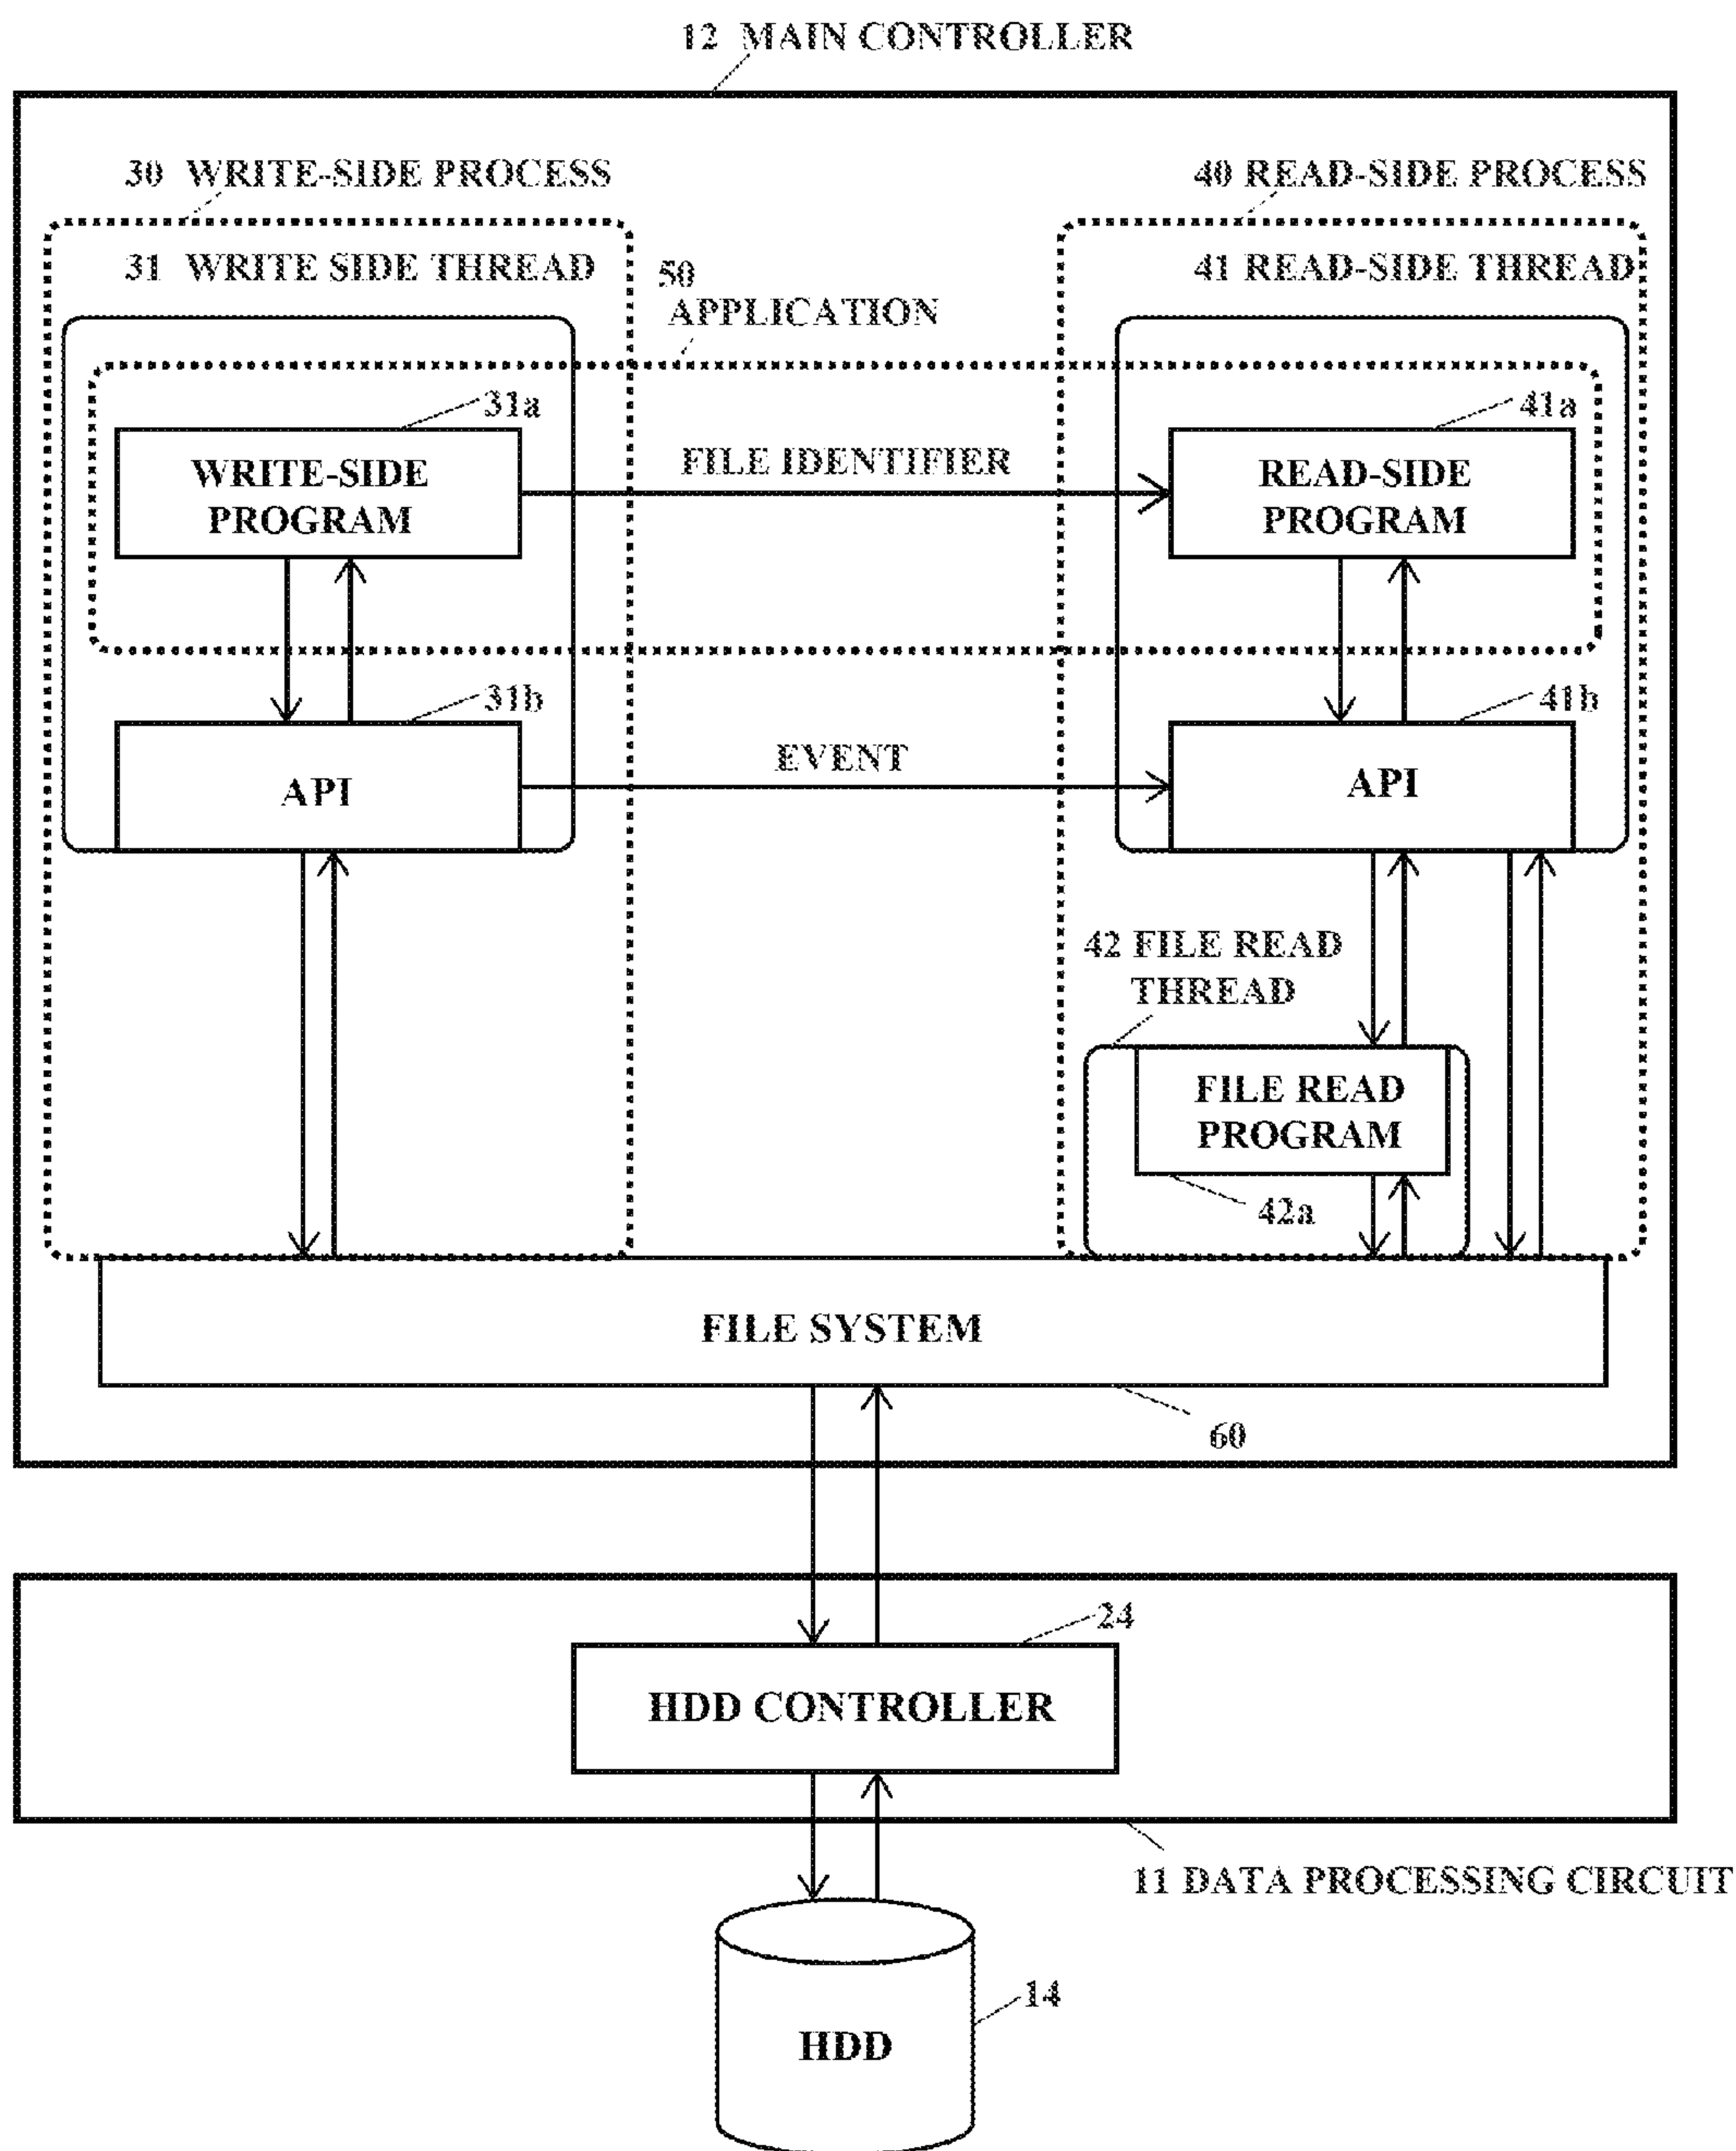 12 MAIN CONTROLLER
30 WRITE-SIDE PROCESS
40 READ-SIDE PROCESS
31 WRITE SIDE THREAD
50
APPLICATION
41 READ-SIDE THREAD
31a
WRITE-SIDE
PROGRAM
FILE IDENTIFIER
41a
READ-SIDE
PROGRAM
31b
API
EVENT
41b
API
42 FILE READ
THREAD
FILE READ
PROGRAM
42a
FILE SYSTEM
60
24
HDD CONTROLLER
11 DATA PROCESSING CIRCUIT
14
HDD